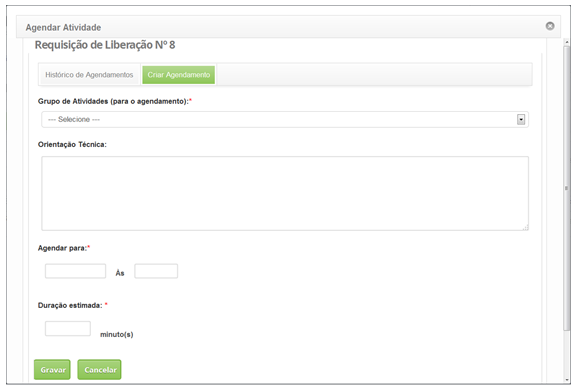 Agendar Atividade
Requisição de Liberação Nº 8
Histórico de Agendamentos Criar Agendamento
Grupo de Atividades (para o agendamento):*
--- Selecione ---
Orientação Técnica:
Agendar para:*
Às
Duração estimada: *
minuto(s)
Gravar Cancelar